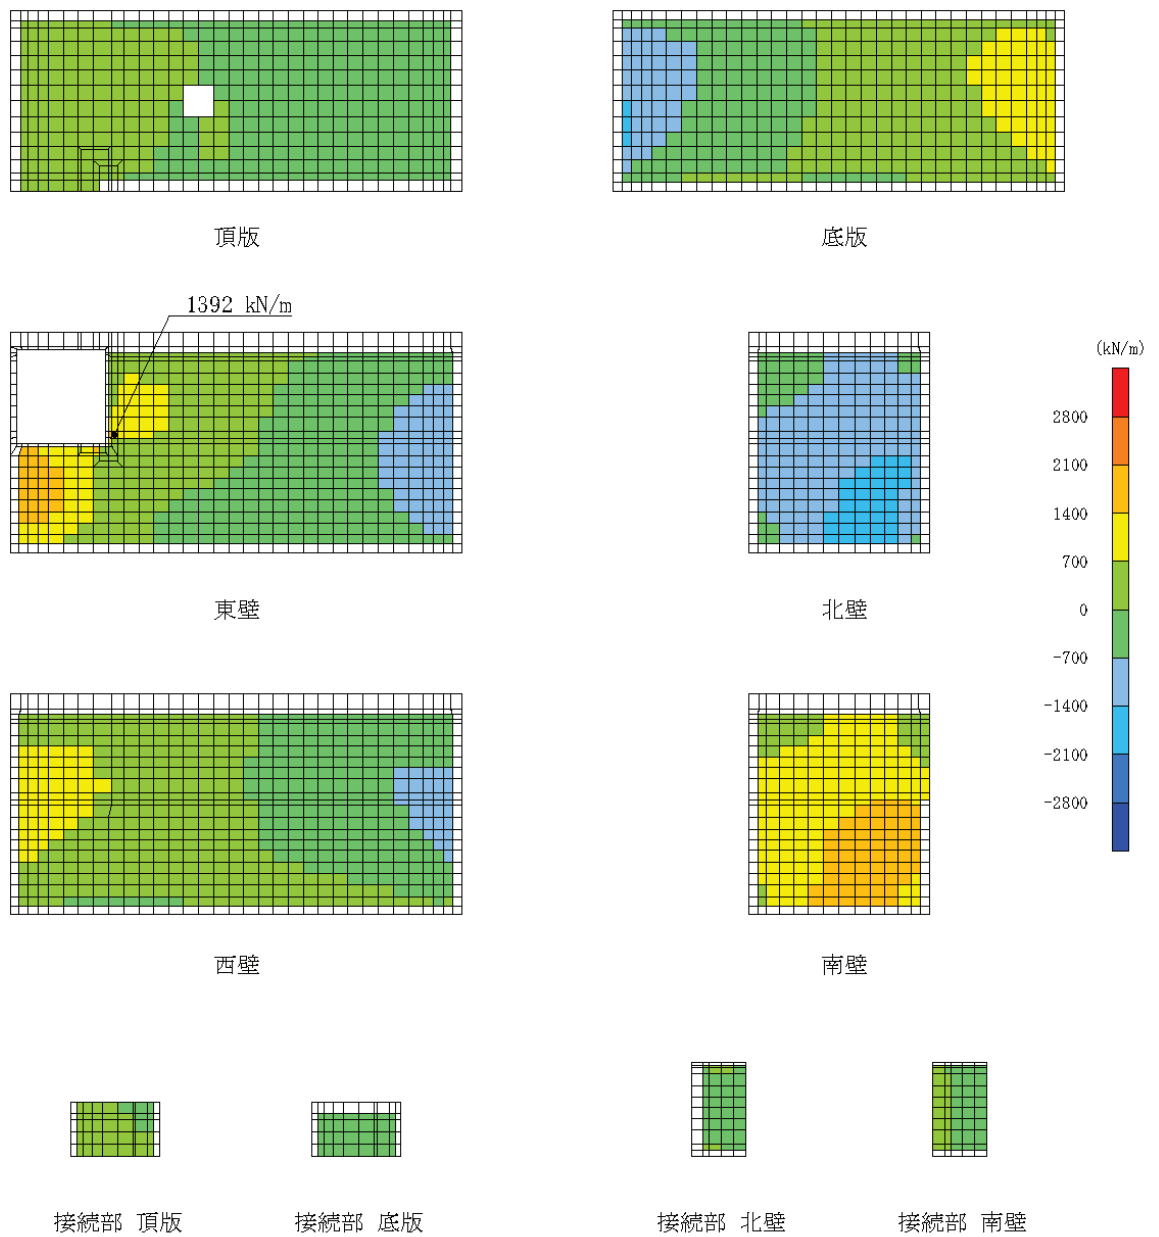 頂版
底版
1392 kN/m
東壁
北壁
(kN/m)
2800
2100
1400
700
0
-700
-1400
-2100
-2800
西壁
南壁
接続部 頂版
接続部 底版
接続部 北壁
接続部 南壁